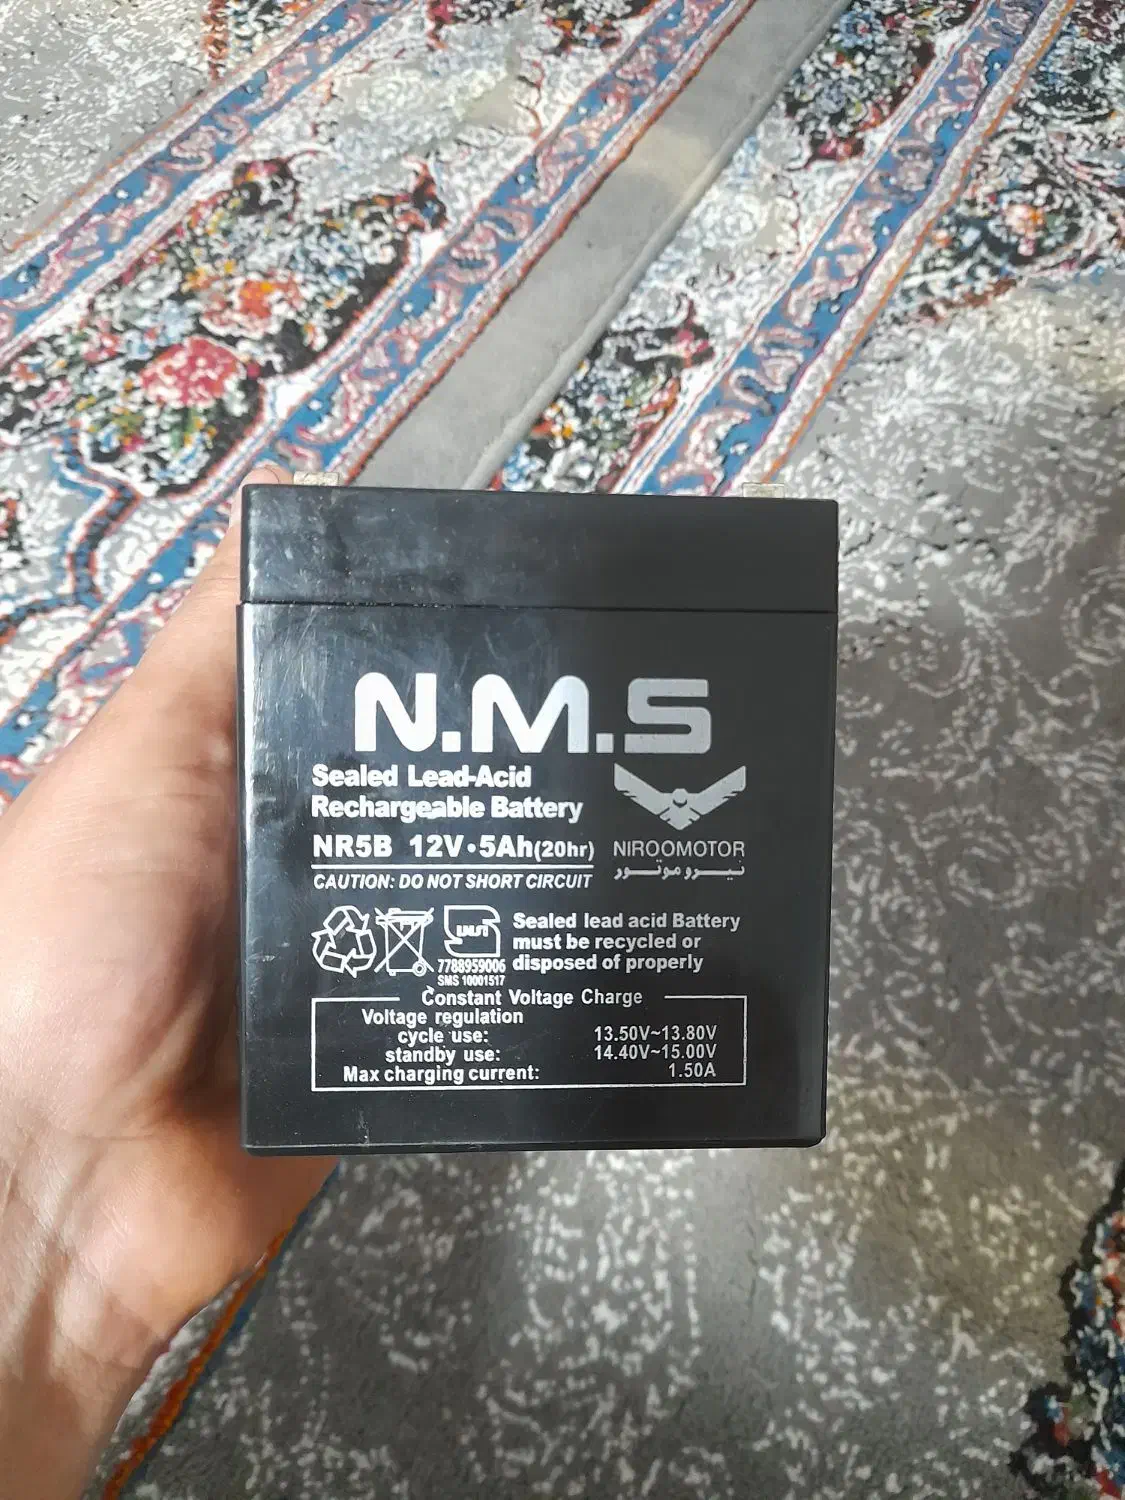 N.M.S
Sealed Lead-Acid
Rechargeable Battery
NR5B 12V•5Ah(20hr)
CAUTION: DO NOT SHORT CIRCUIT
NIROOMOTOR
نیرو موتور
7788959006
SMS 10001517
Sealed lead acid Battery
must be recycled or
disposed of properly
Constant Voltage Charge
Voltage regulation
cycle use: 13.50V~13.80V
standby use: 14.40V~15.00V
Max charging current: 1.50A